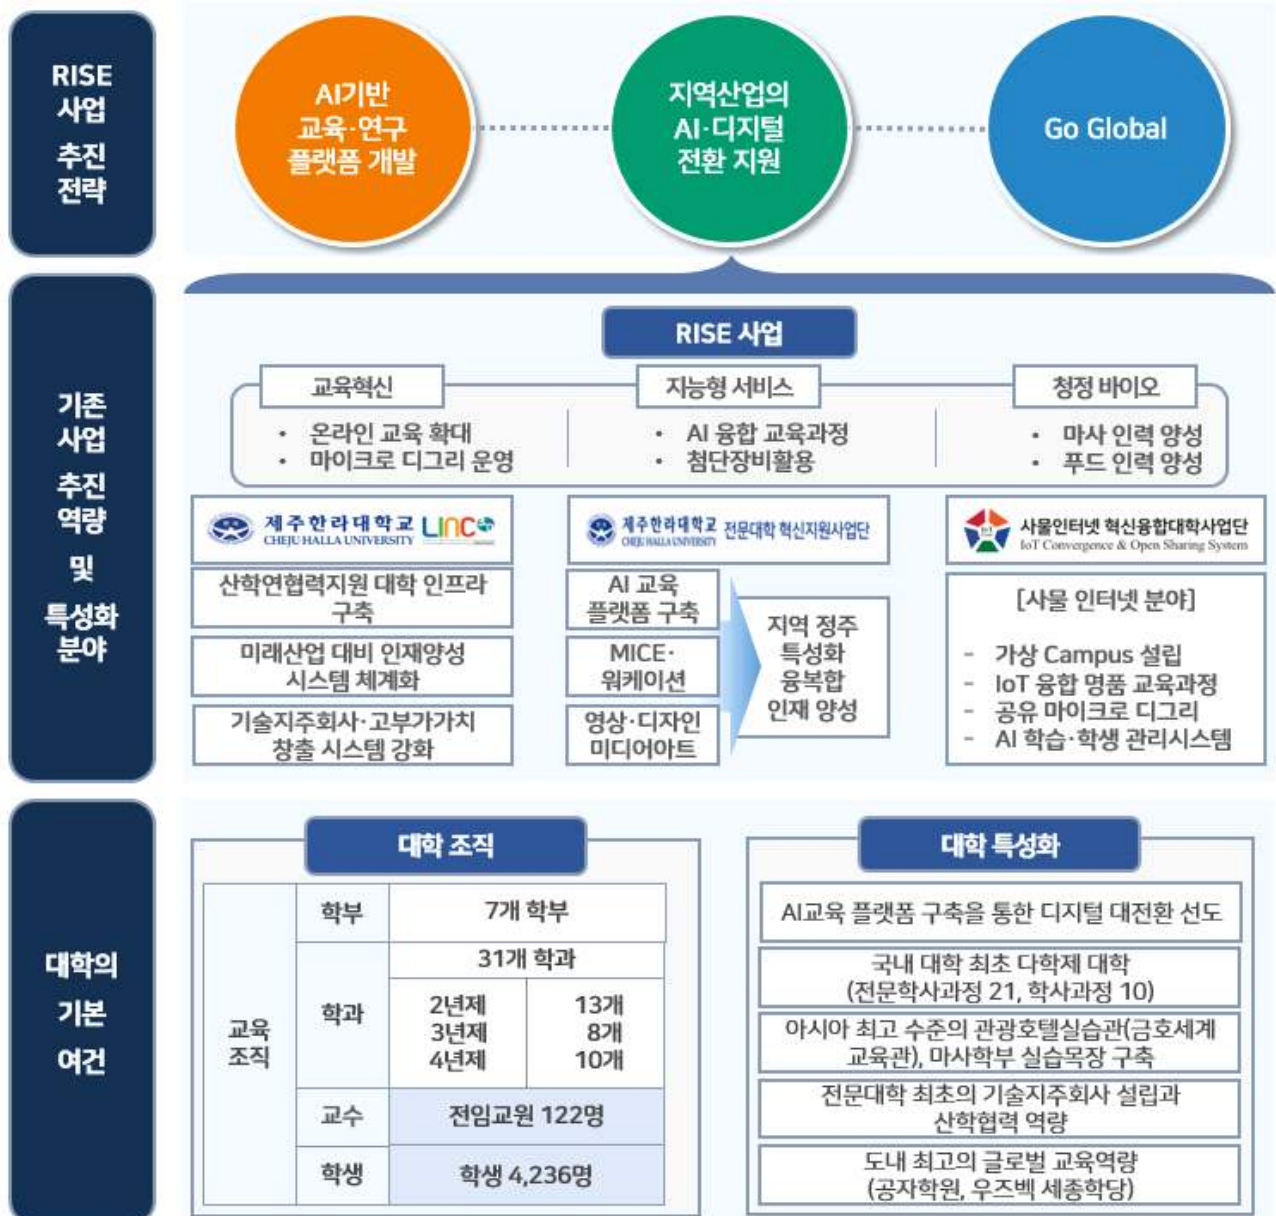 RISE
사업
추진
전략
AI기반
교육·연구
플랫폼 개발
지역산업의
AI·디지털
전환 지원
Go Global
기존
사업
추진
역량
및
특성화
분야
RISE 사업
교육혁신
• 온라인 교육 확대
• 마이크로 디그리 운영
지능형 서비스
• AI 융합 교육과정
• 첨단장비활용
청정 바이오
• 마사 인력 양성
• 푸드 인력 양성
제주한라대학교
CHEJU HALLA UNIVERSITY
LINC
산학연협력지원 대학 인프라
구축
미래산업 대비 인재양성
시스템 체계화
기술지주회사·고부가가치
창출 시스템 강화
제주한라대학교 전문대학 혁신지원사업단
CHEJU HALLA UNIVERSITY
AI 교육
플랫폼 구축
MICE·
워케이션
영상·디자인
미디어아트
지역 정주
특성화
융복합
인재 양성
IoT
사물인터넷 혁신융합대학사업단
IoT Convergence & Open Sharing System
[사물 인터넷 분야]
- 가상 Campus 설립
- IoT 융합 명품 교육과정
- 공유 마이크로 디그리
- AI 학습·학생 관리시스템
대학의
기본
여건
대학 조직
교육
조직
학부
7개 학부
학과
31개 학과
2년제 13개
3년제 8개
4년제 10개
교수
전임교원 122명
학생
학생 4,236명
대학 특성화
AI교육 플랫폼 구축을 통한 디지털 대전환 선도
국내 대학 최초 다학제 대학
(전문학사과정 21, 학사과정 10)
아시아 최고 수준의 관광호텔실습관(금호세계
교육관), 마사학부 실습목장 구축
전문대학 최초의 기술지주회사 설립과
산학협력 역량
도내 최고의 글로벌 교육역량
(공자학원, 우즈벡 세종학당)